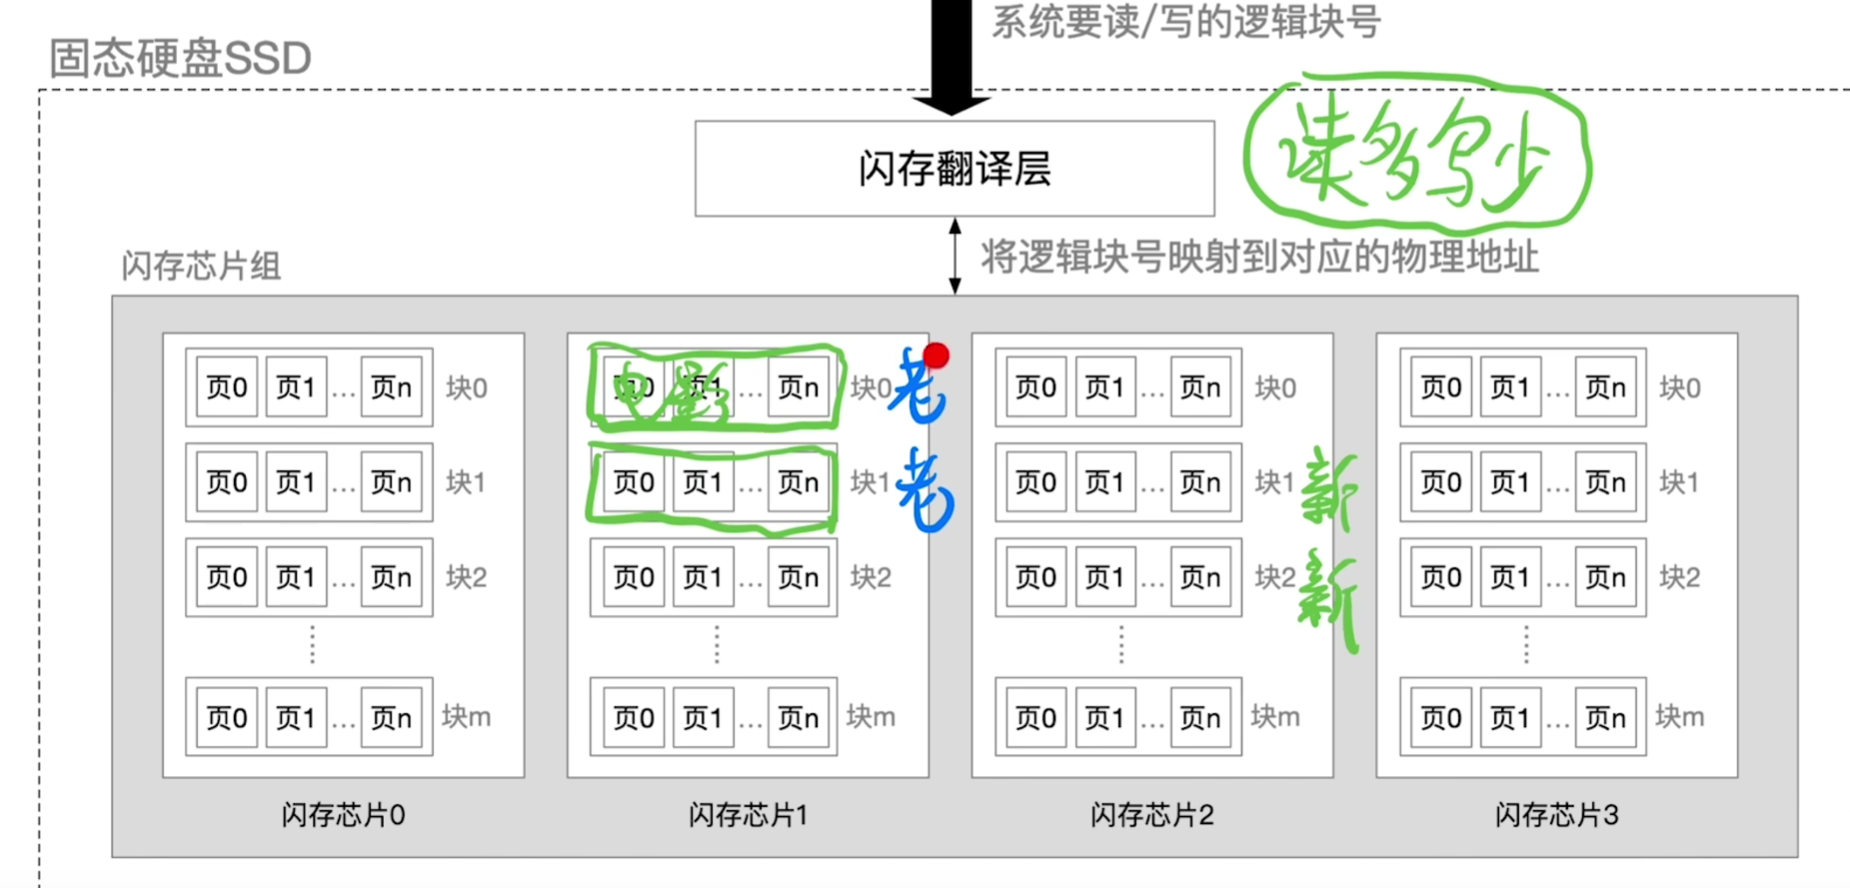 系统要读/写的逻辑块号
固态硬盘SSD
读多写少
闪存翻译层
将逻辑块号映射到对应的物理地址
闪存芯片组
页0 页1 … 页n 块0
页0 页1 … 页n 块1
页0 页1 … 页n 块2
页0 页1 … 页n 块m
闪存芯片0
电影
页0 页1 … 页n 块0 老
页0 页1 … 页n 块1 老
页0 页1 … 页n 块2
页0 页1 … 页n 块m
闪存芯片1
页0 页1 … 页n 块0
页0 页1 … 页n 块1 新
页0 页1 … 页n 块2 新
页0 页1 … 页n 块m
闪存芯片2
页0 页1 … 页n 块0
页0 页1 … 页n 块1
页0 页1 … 页n 块2
页0 页1 … 页n 块m
闪存芯片3